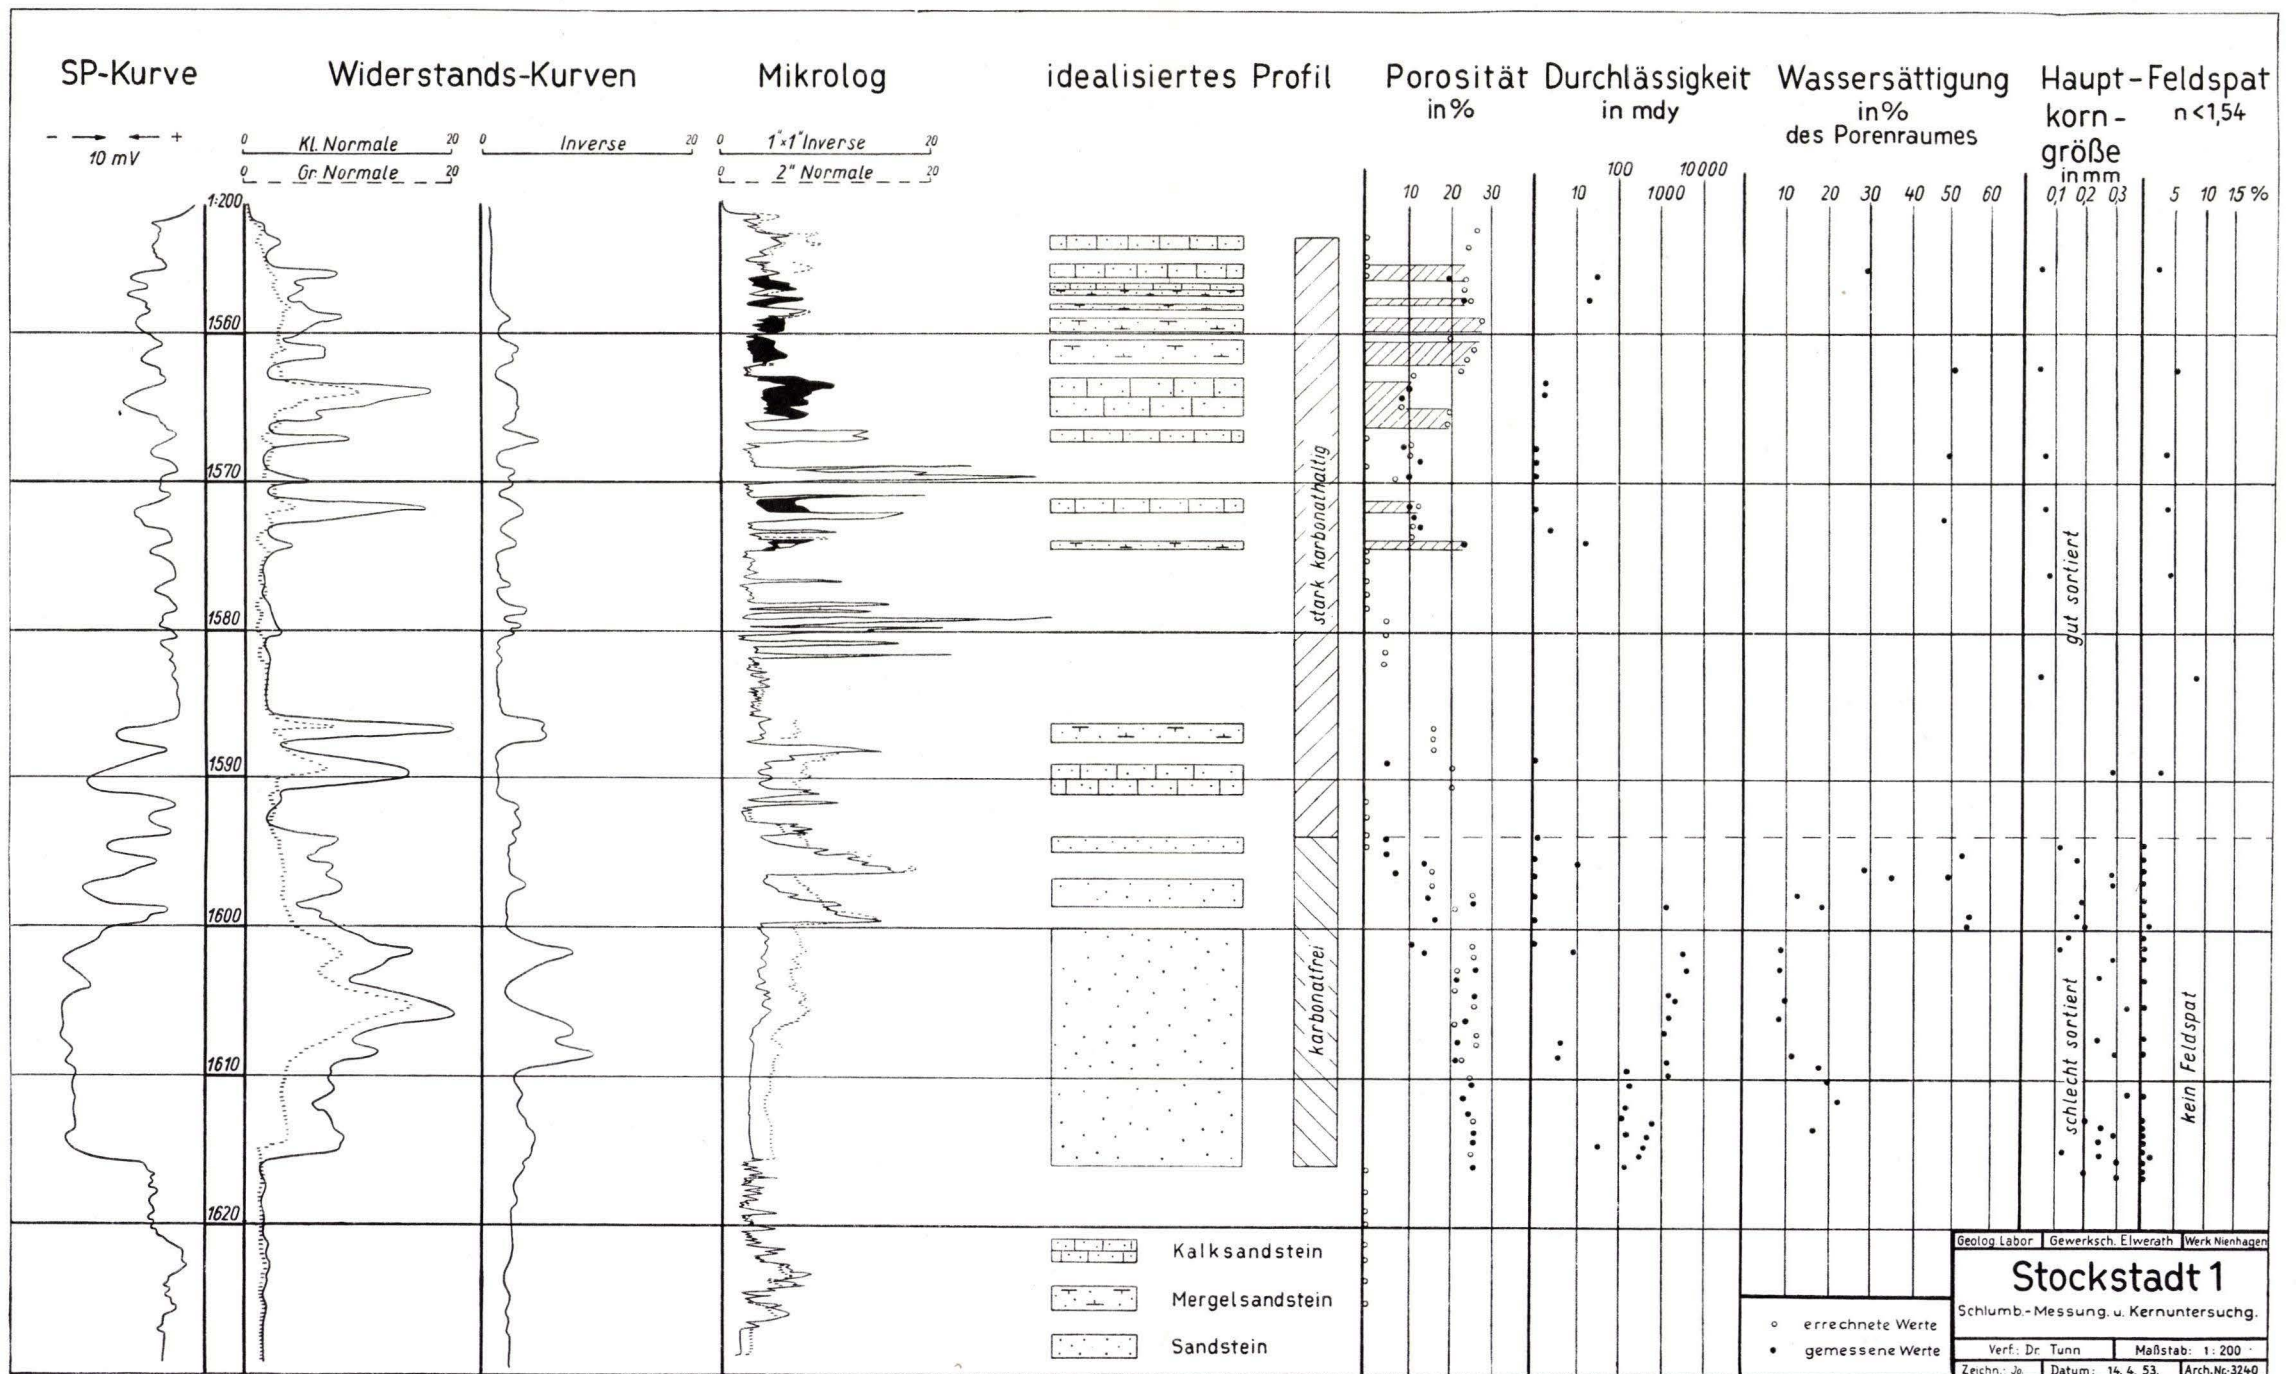 SP-Kurve
- +
10 mV
Widerstands-Kurven
0 Kl. Normale 20
0 Gr. Normale 20
0 Inverse 20
Mikrolog
0 1"x1" Inverse 20
0 2" Normale 20
idealisiertes Profil
Porosität
in %
10 20 30
Durchlässigkeit
in mdy
100 10000
10 1000
Wassersättigung
in %
des Porenraumes
10 20 30 40 50 60
Haupt-
korn-
größe
in mm
0,1 0,2 0,3
Feldspat
n<1,54
5 10 15 %
1:200
1560
1570
1580
1590
1600
1610
1620
stark karbonathaltig
karbonatfrei
gut sortiert
schlecht sortiert
kein Feldspat
Kalksandstein
Mergelsandstein
Sandstein
o errechnete Werte
• gemessene Werte
Geolog. Labor Gewerksch. Elwerath Werk Nienhagen
Stockstadt 1
Schlumb.-Messung. u. Kernuntersuchg.
Verf.: Dr. Tunn Maßstab: 1:200
Zeichn.: Jo. Datum: 14. 4. 53. Arch.Nr.-3240